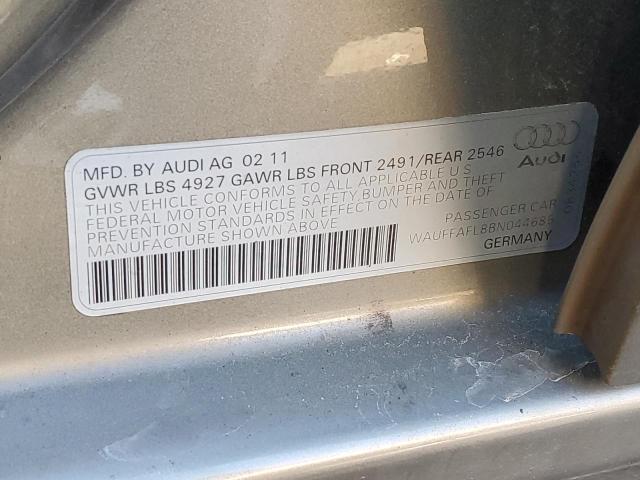 MFD. BY AUDI AG 02 11
GVWR LBS 4927 GAWR LBS FRONT 2491/REAR 2546
THIS VEHICLE CONFORMS TO ALL APPLICABLE U S
FEDERAL MOTOR VEHICLE SAFETY, BUMPER AND THEFT
PREVENTION STANDARDS IN EFFECT ON THE DATE OF
MANUFACTURE SHOWN ABOVE
Audi
PASSENGER CAR
WAUFFAFL8BN044685
GERMANY